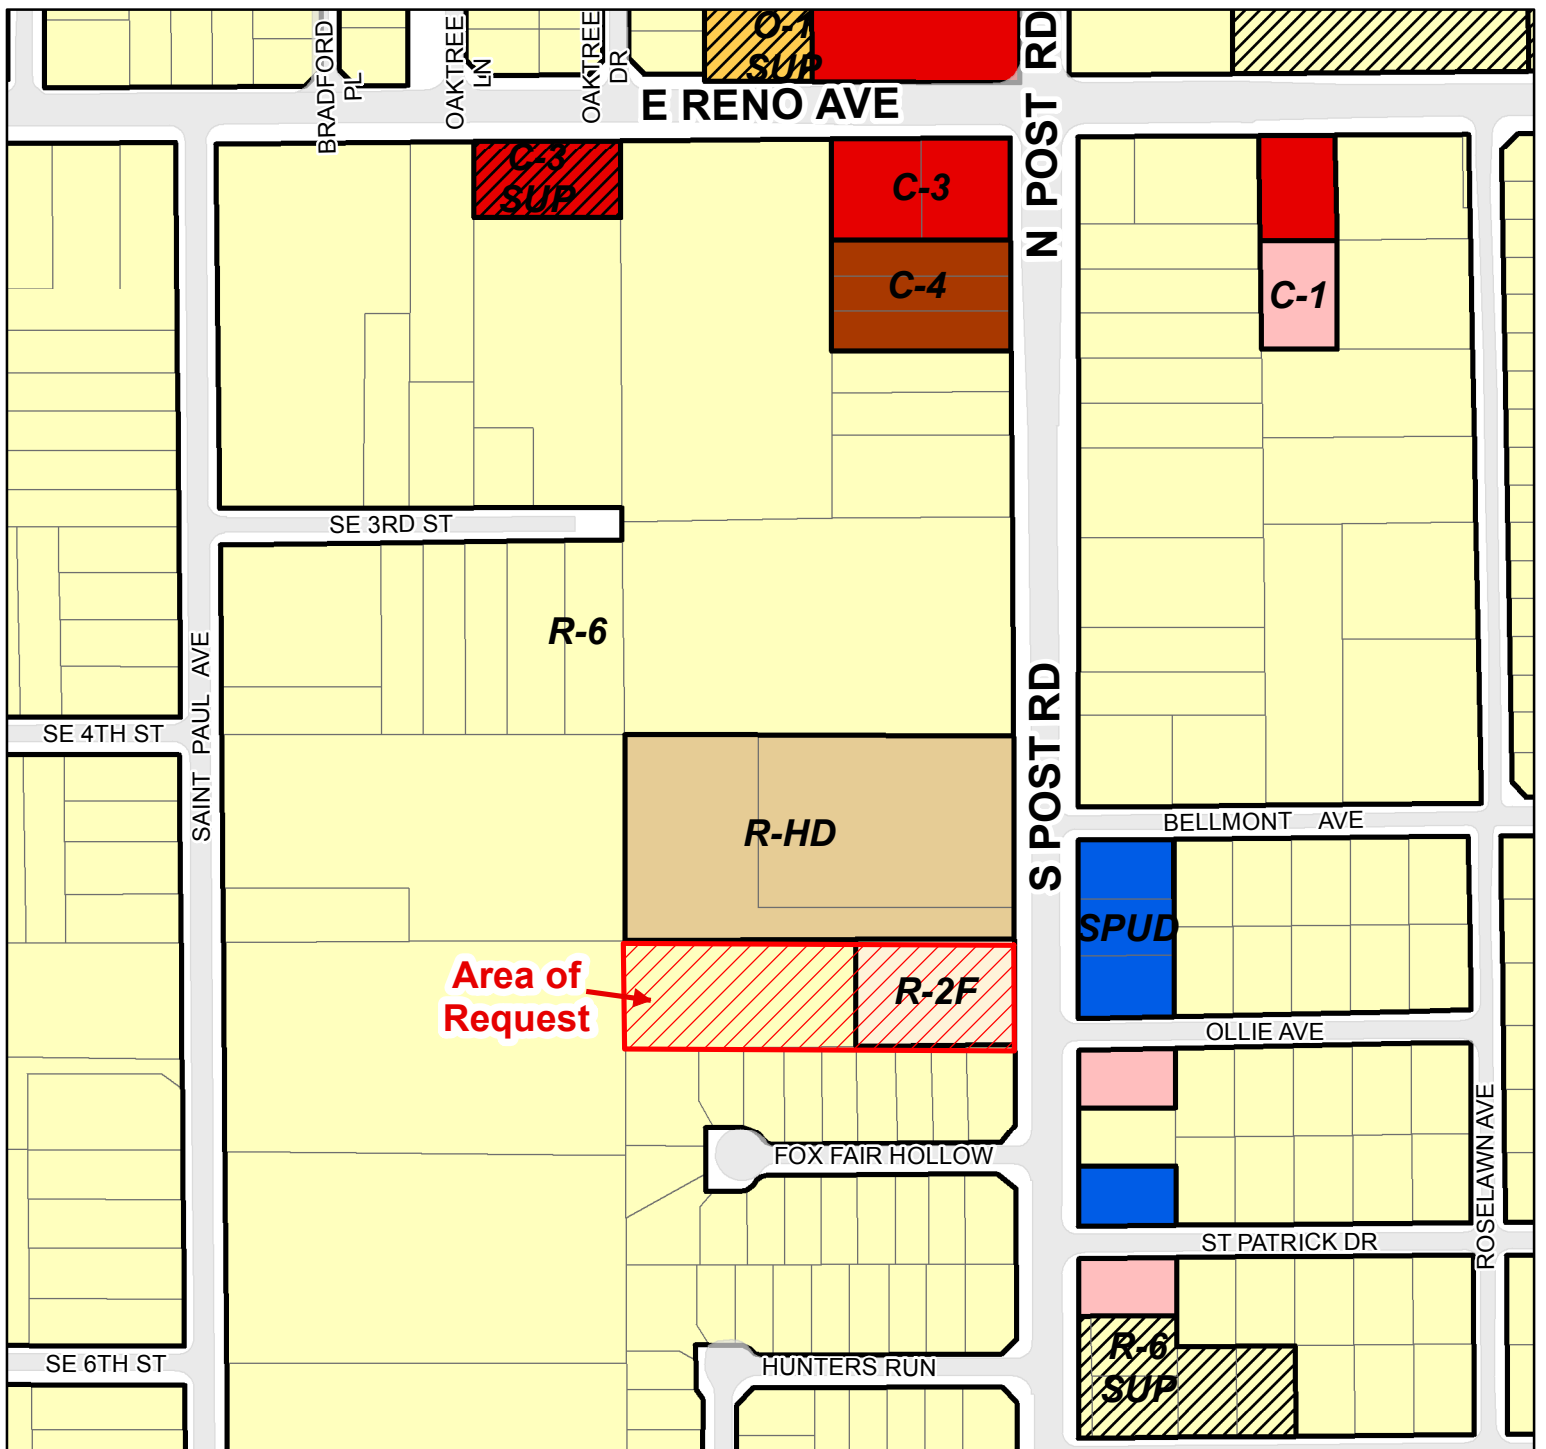 BRADFORD
PL
OAKTREE
LN
OAKTREE
DR
O-1
SUP
N POST RD
E RENO AVE
C-3
SUP
C-3
C-4
C-1
SE 3RD ST
R-6
SAINT PAUL AVE
SE 4TH ST
S POST RD
R-HD
BELLMONT AVE
SPUD
Area of
Request
R-2F
OLLIE AVE
ROSELAWN AVE
FOX FAIR HOLLOW
ST PATRICK DR
R-6
SUP
SE 6TH ST
HUNTERS RUN